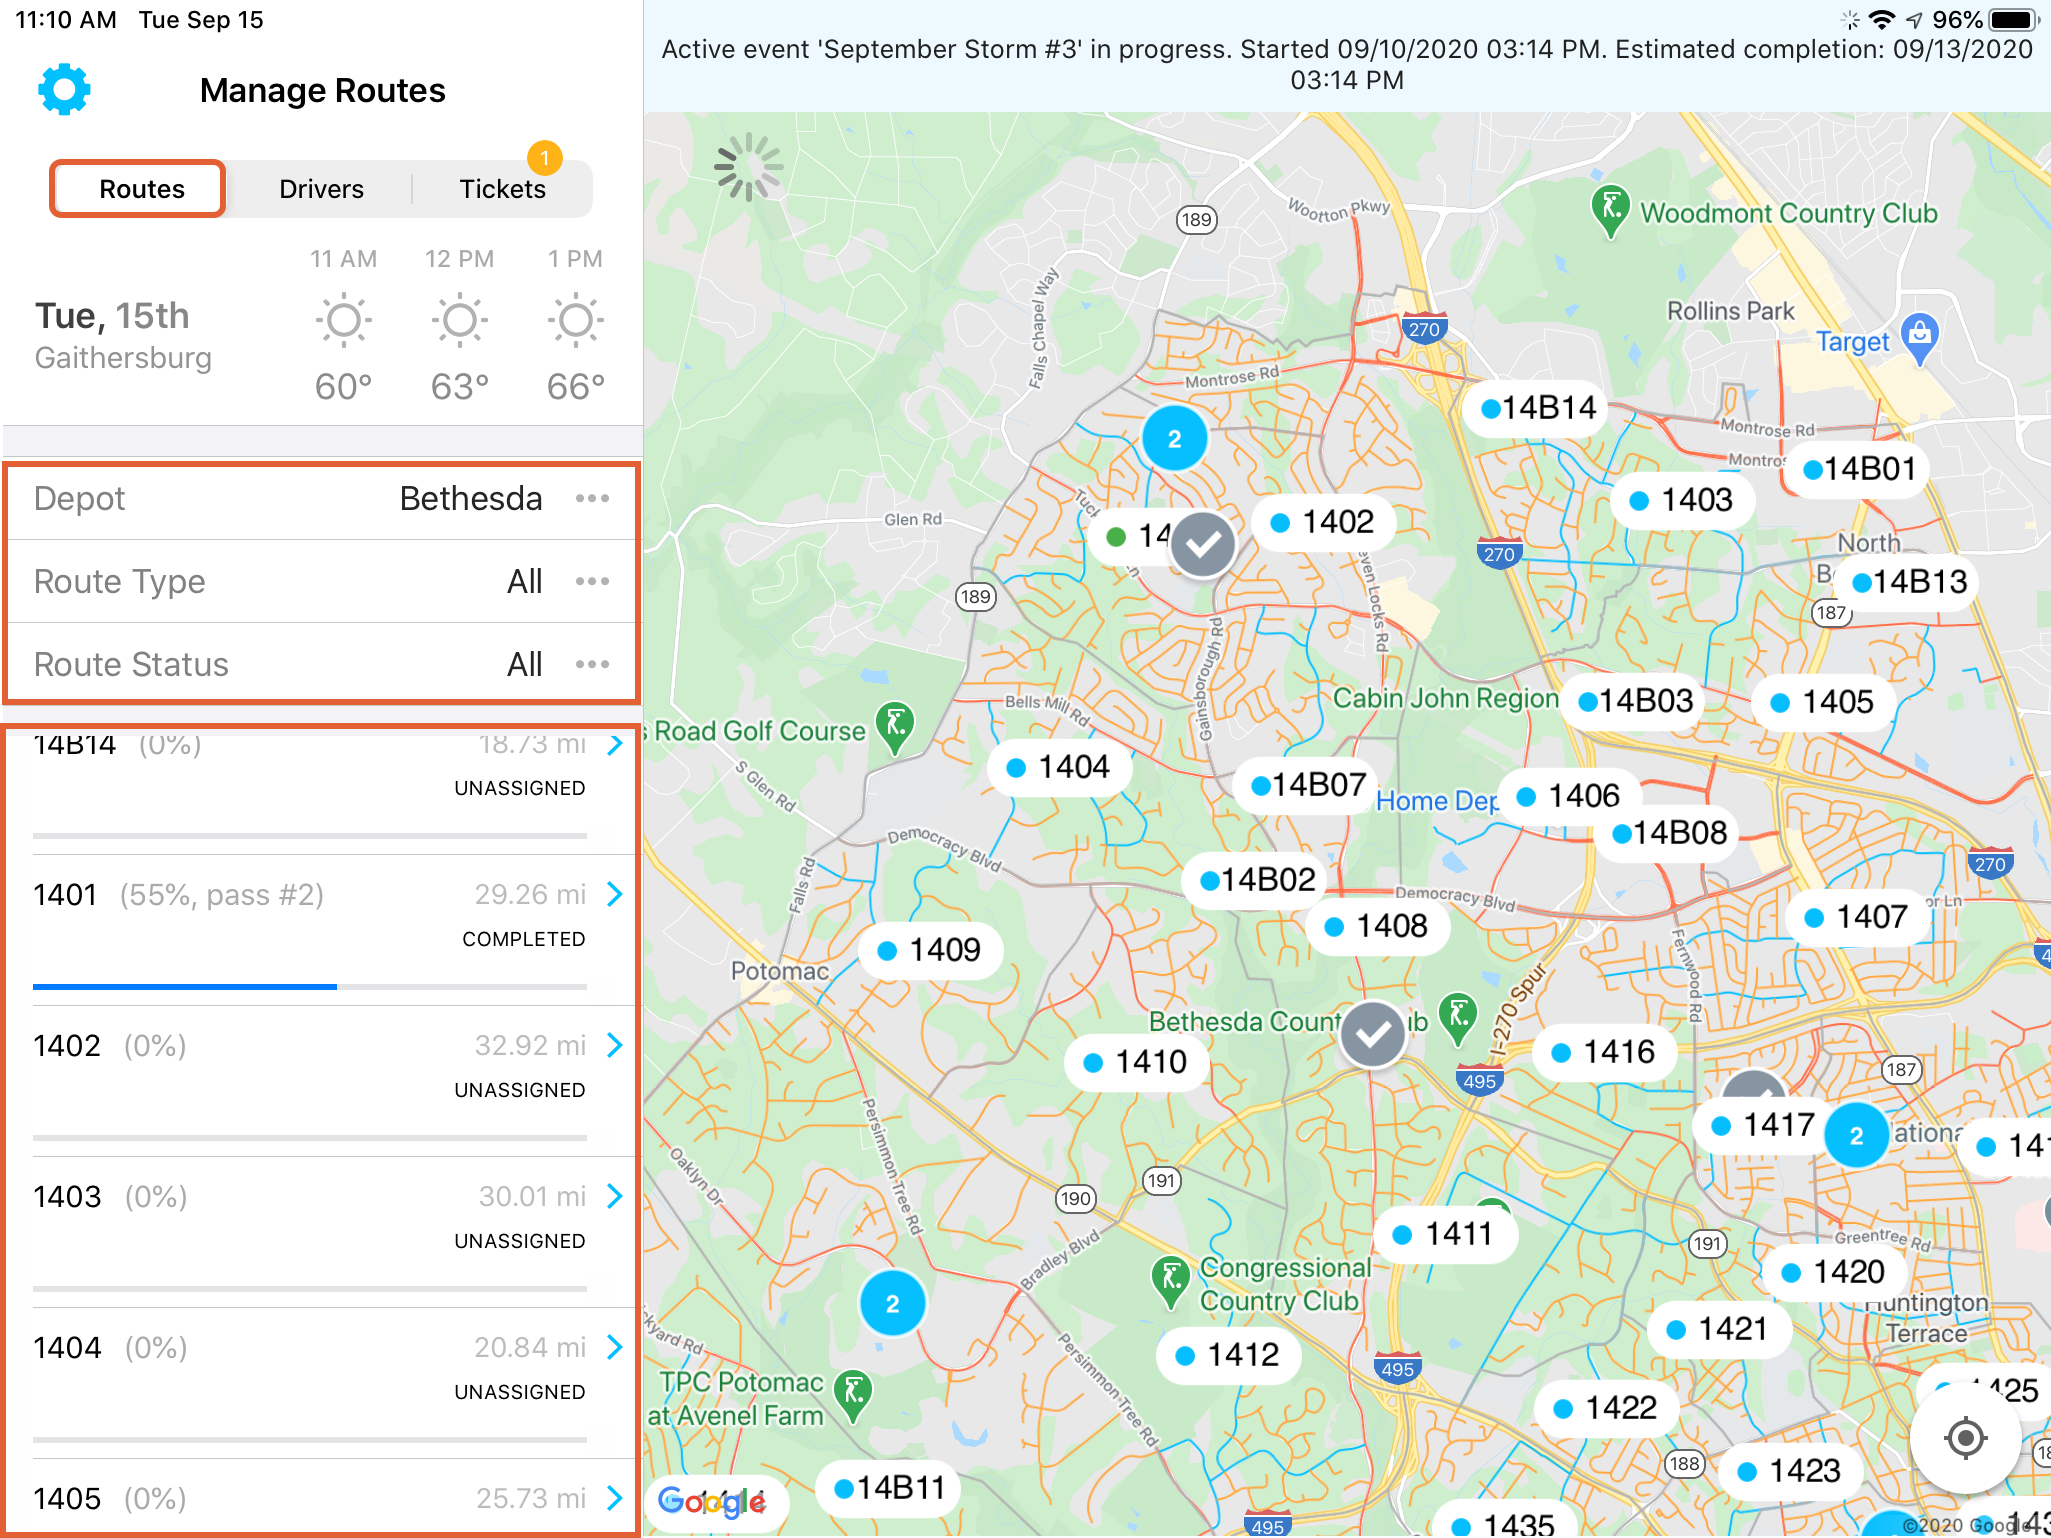 11:10 AM Tue Sep 15
96%
Active event 'September Storm #3' in progress. Started 09/10/2020 03:14 PM. Estimated completion: 09/13/2020
03:14 PM
Manage Routes
Routes
Drivers
Tickets
1
11 AM 12 PM 1 PM
Tue, 15th
Gaithersburg
60° 63° 66°
Depot Bethesda
Route Type All
Route Status All
14B14 (0%) 18.73 mi
UNASSIGNED
1401 (55%, pass #2) 29.26 mi
COMPLETED
1402 (0%) 32.92 mi
UNASSIGNED
1403 (0%) 30.01 mi
UNASSIGNED
1404 (0%) 20.84 mi
UNASSIGNED
1405 (0%) 25.73 mi
189
Wootton Pkwy
Woodmont Country Club
Falls Chapel Way
Rollins Park
270
Target
Montrose Rd
14B14
2
Montrose Rd
14B01
1403
1402
Glen Rd
270
North
14B13
189
187
Gainsborough Rd
Cabin John Region
14B03
1405
Bells Mill Rd
Road Golf Course
1404
S Glen Rd
14B07
Home Dep
1406
14B08
Democracy Blvd
270
Falls Rd
14B02
Democracy Blvd
1408
1407
or Ln
1409
Potomac
Fernwood Rd
I-270 Spur
Bethesda Count
1410
495
1416
187
Persimmon Tree Rd
1417
2
Oaklyn Dr
190
191
1411
191
Greentree Rd
Bradley Blvd
Congressional
Country Club
1420
Huntington
Terrace
2
1421
1412
495
Persimmon Tree Rd
TPC Potomac
at Avenel Farm
1422
1425
188
1423
14B11
Google
495
1435
©2020 Google